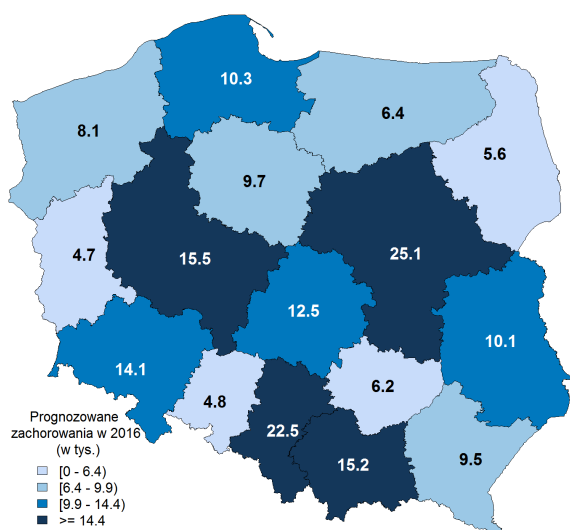 10.3
6.4
8.1
5.6
9.7
4.7
15.5
25.1
12.5
10.1
14.1
6.2
4.8
22.5
15.2
9.5
Prognozowane
zachorowania w 2016
(w tys.)
[0 - 6.4)
[6.4 - 9.9)
[9.9 - 14.4)
>= 14.4